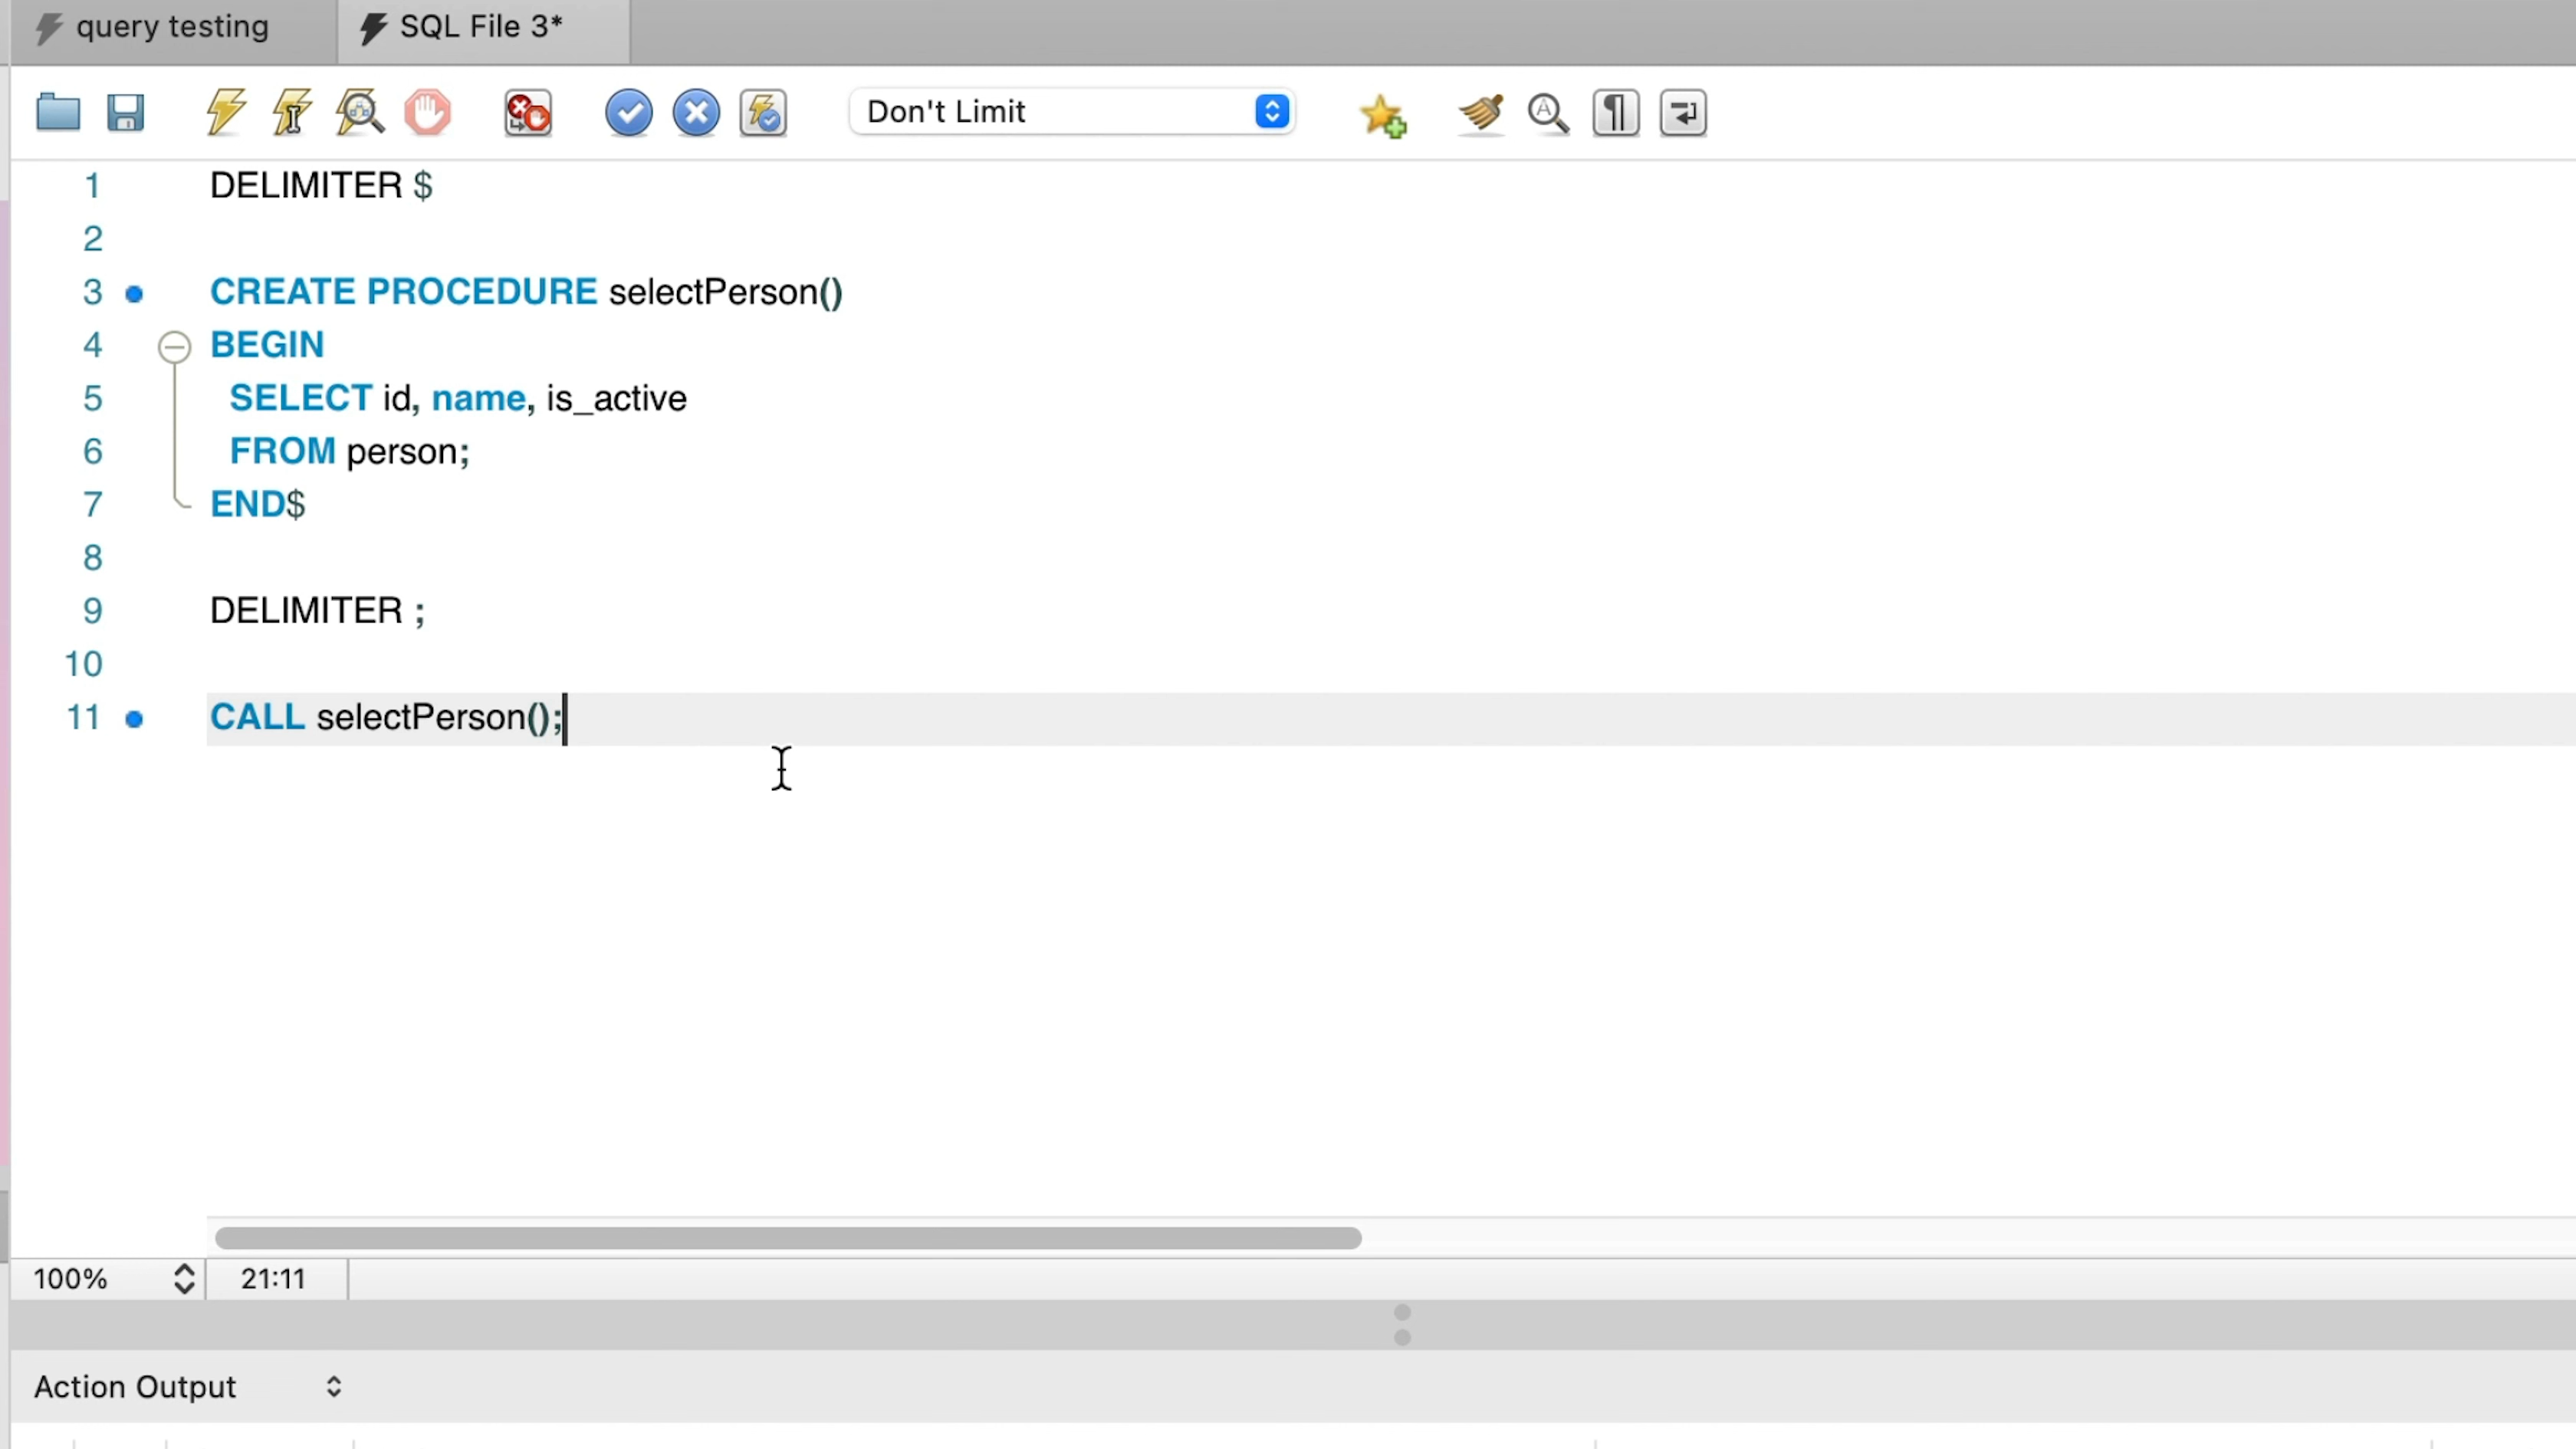 query testing
SQL File 3*
Don't Limit
1 DELIMITER $
2
3 CREATE PROCEDURE selectPerson()
4 BEGIN
5 SELECT id, name, is_active
6 FROM person;
7 END$
8
9 DELIMITER ;
10
11 CALL selectPerson();
100% 21:11
Action Output